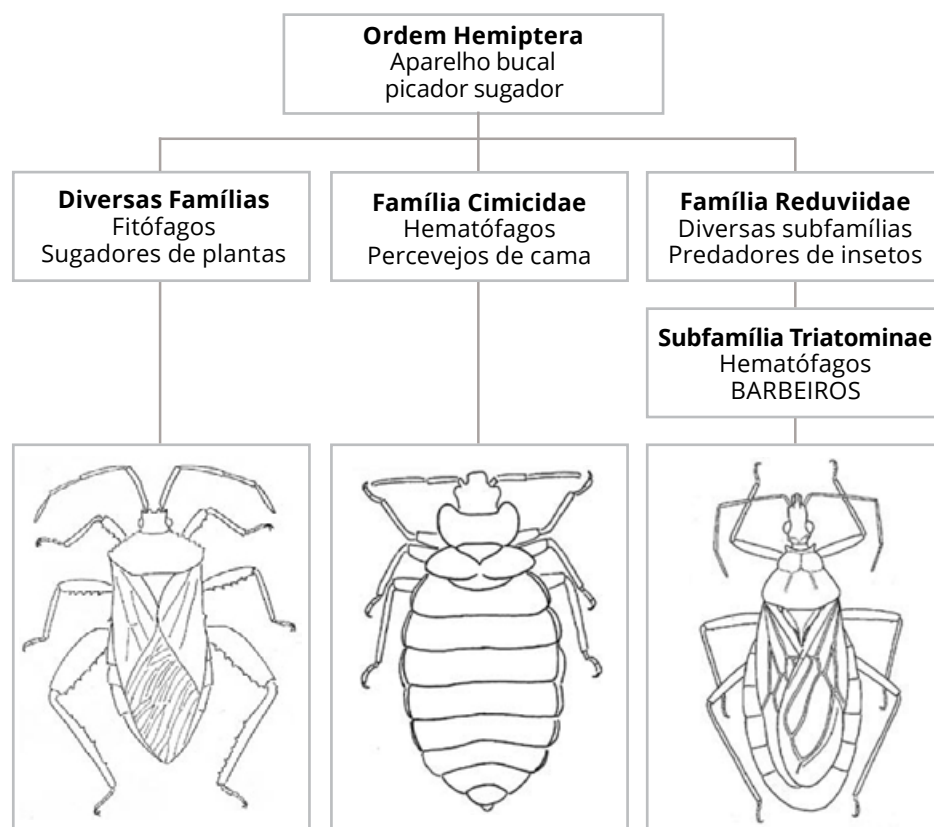 Ordem Hemiptera
Aparelho bucal
picador sugador
Diversas Famílias
Fitófagos
Sugadores de plantas
Família Cimicidae
Hematófagos
Percevejos de cama
Família Reduviidae
Diversas subfamílias
Predadores de insetos
Subfamília Triatominae
Hematófagos
BARBEIROS